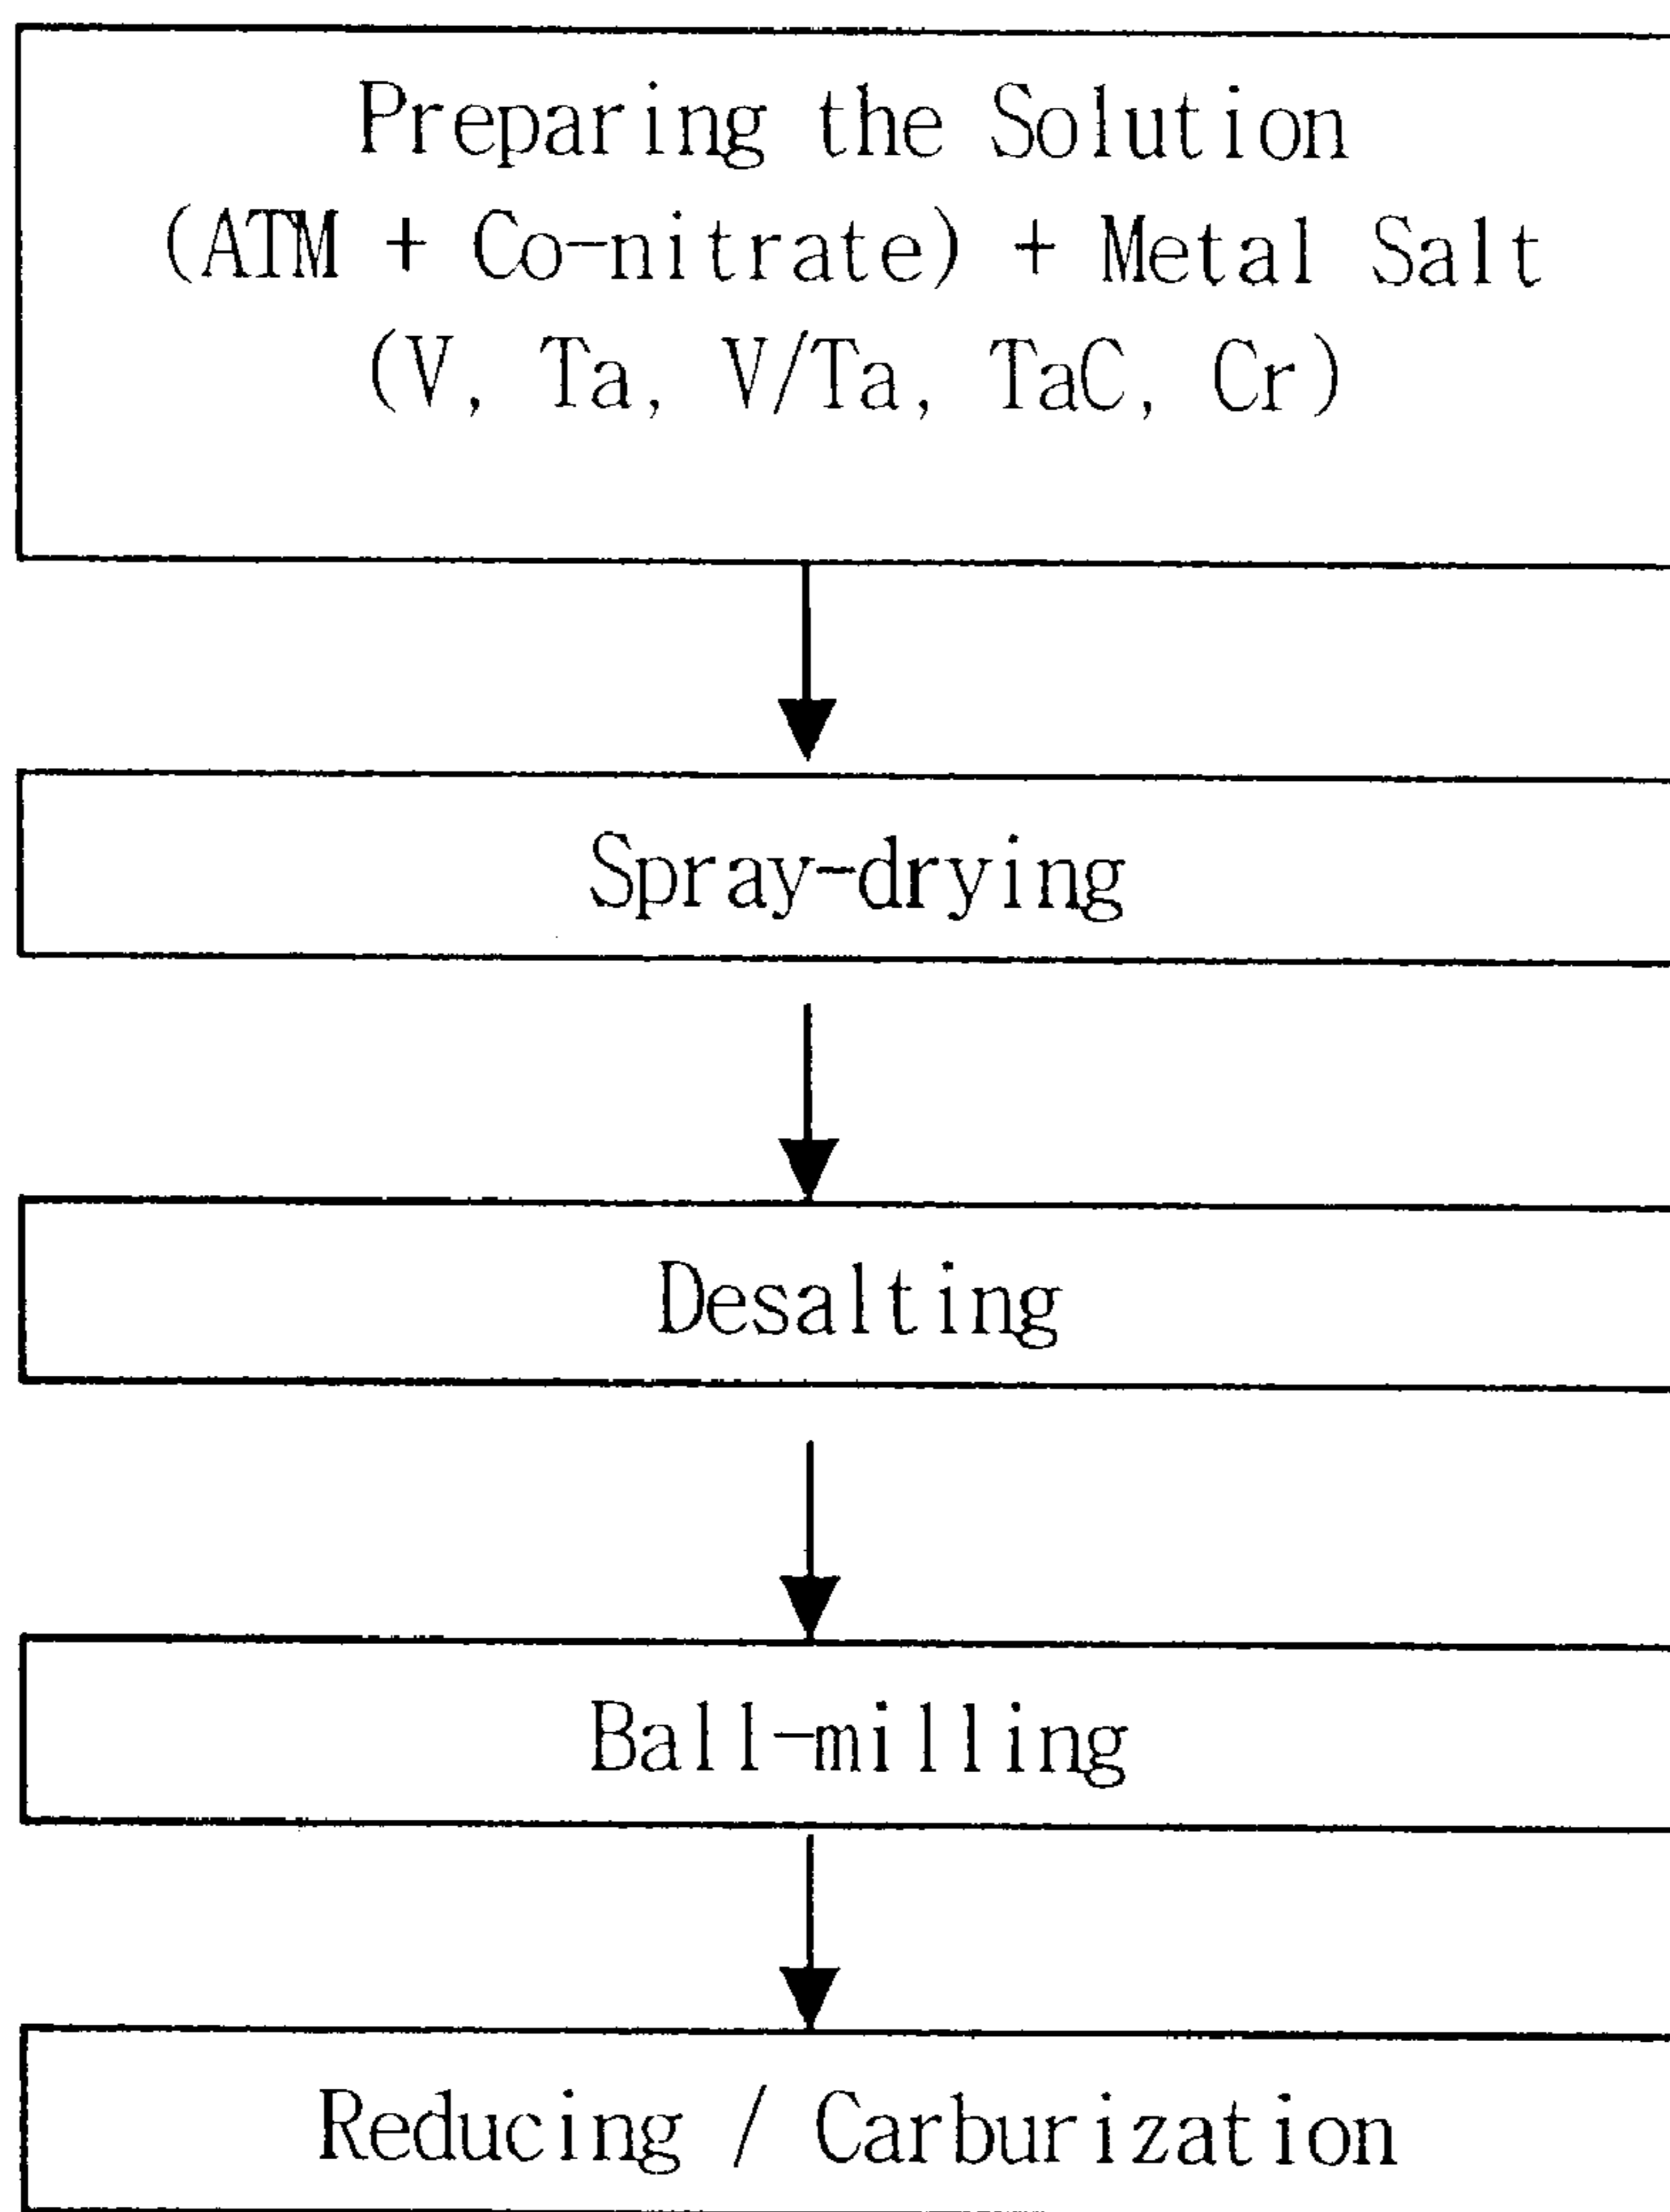 Preparing the Solution
(ATM + Co-nitrate) + Metal Salt
(V, Ta, V/Ta, TaC, Cr)
Spray-drying
Desalting
Ball-milling
Reducing / Carburization